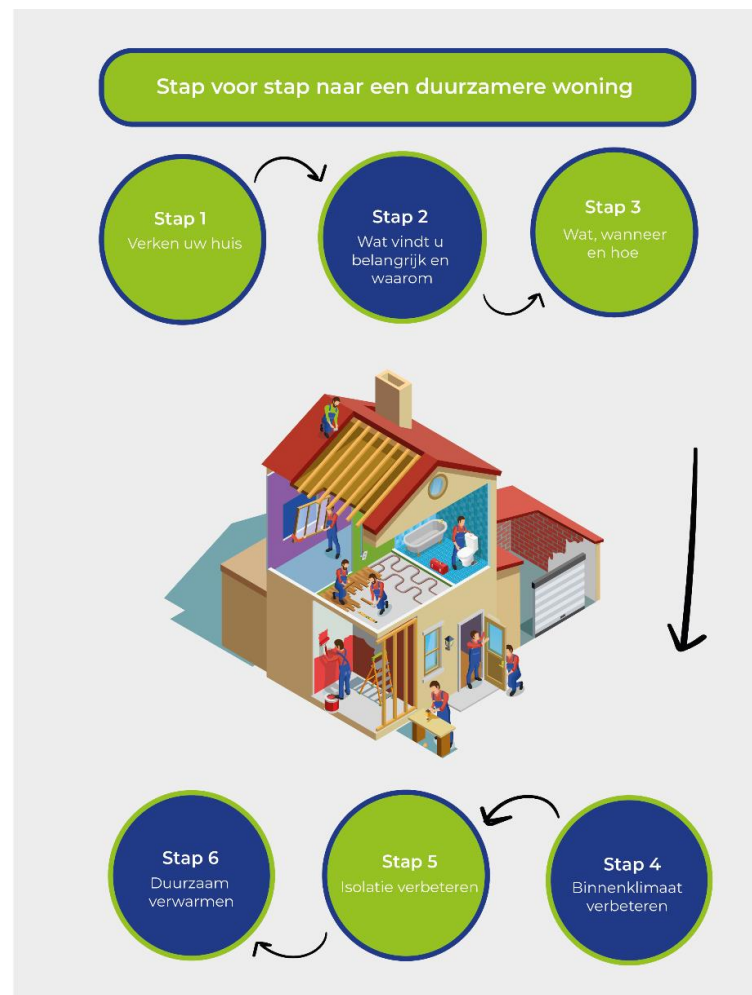 Stap voor stap naar een duurzamere woning
Stap 1
Verken uw huis
Stap 2
Wat vindt u
belangrijk en
waarom
Stap 3
Wat, wanneer
en hoe
Stap 4
Binnenklimaat
verbeteren
Stap 5
Isolatie verbeteren
Stap 6
Duurzaam
verwarmen